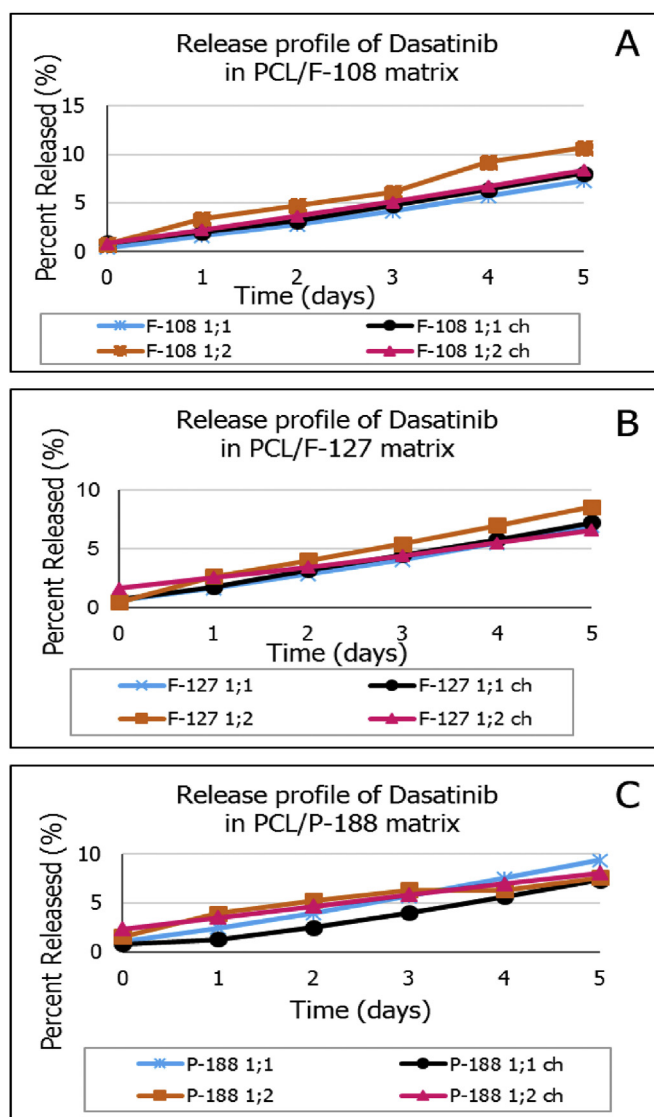 A
Release profile of Dasatinib
in PCL/F-108 matrix
Percent Released (%)
15
10
5
0
0 1 2 3 4 5
Time (days)
F-108 1;1 F-108 1;1 ch
F-108 1;2 F-108 1;2 ch
B
Release profile of Dasatinib
in PCL/F-127 matrix
Percent Released (%)
10
5
0
0 1 2 3 4 5
Time (days)
F-127 1;1 F-127 1;1 ch
F-127 1;2 F-127 1;2 ch
C
Release profile of Dasatinib
in PCL/P-188 matrix
Percent Releasesd (%)
10
5
0
0 1 2 3 4 5
Time (days)
P-188 1;1 P-188 1;1 ch
P-188 1;2 P-188 1;2 ch